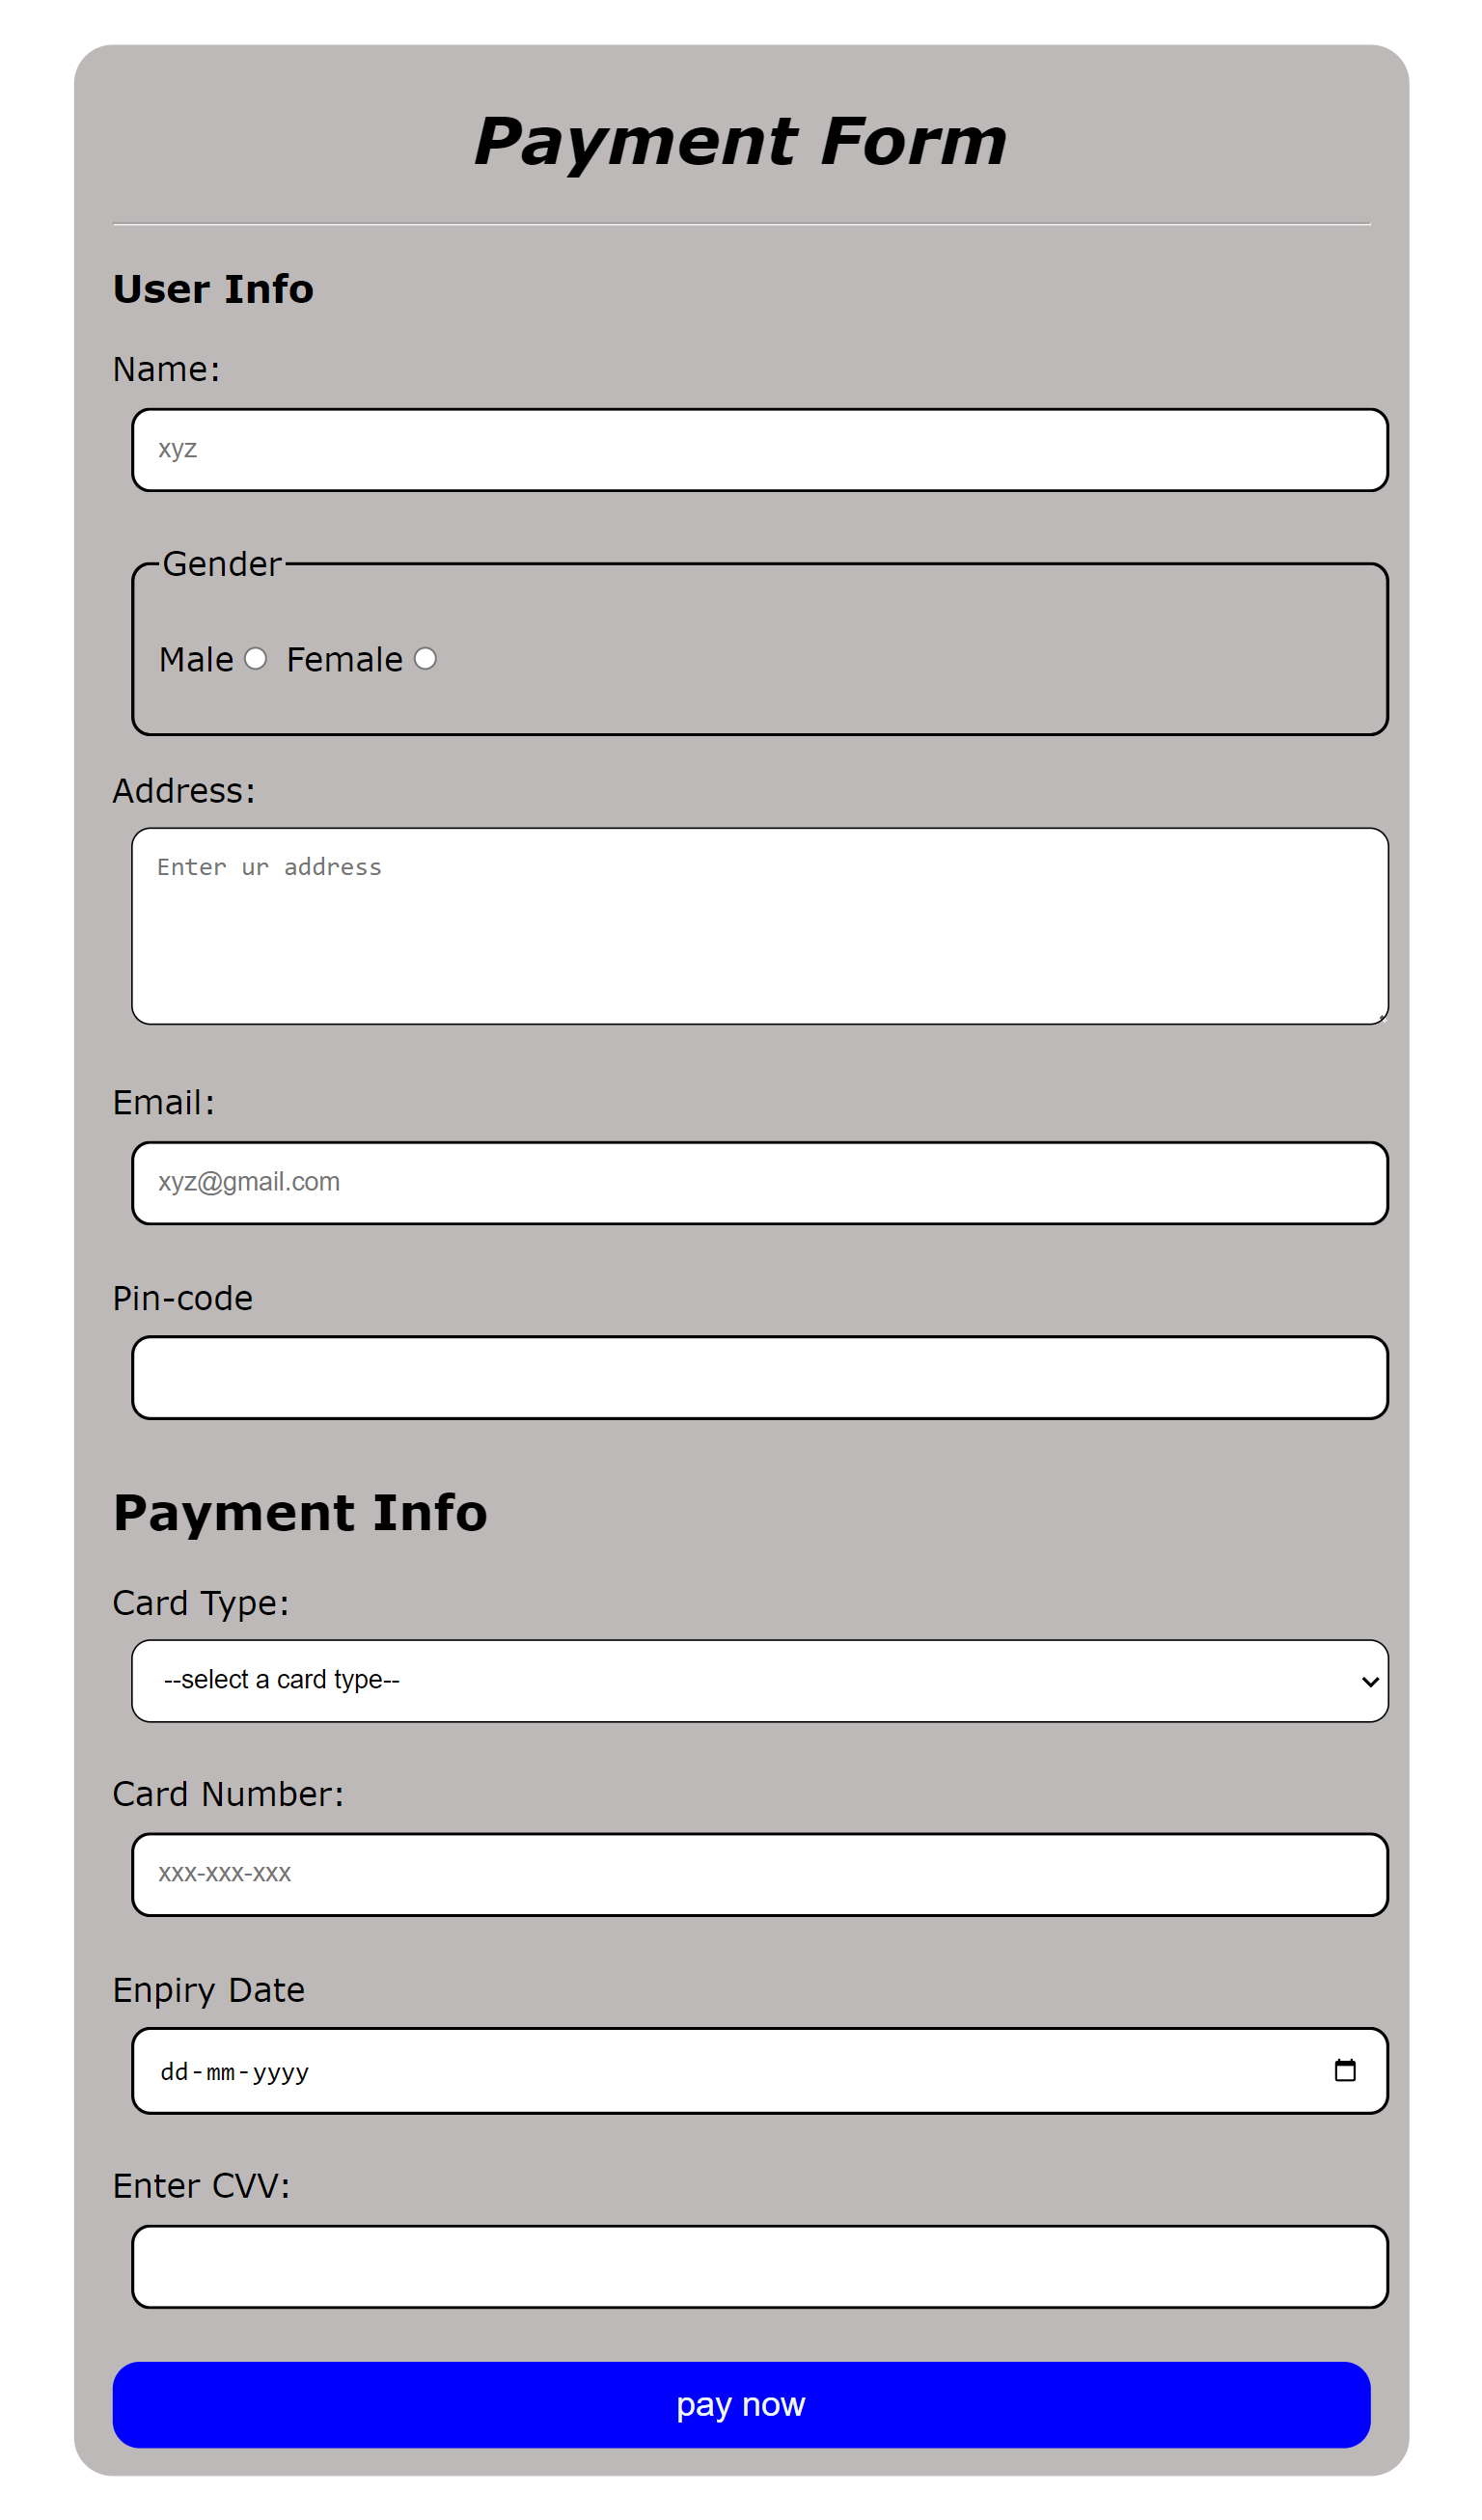 Payment Form
User Info
Name:
xyz
Gender
Male Female
Address:
Enter ur address
Email:
xyz@gmail.com
Pin-code
Payment Info
Card Type:
--select a card type--
Card Number:
xxx-xxx-xxx
Enpiry Date
dd-mm-yyyy
Enter CVV:
pay now